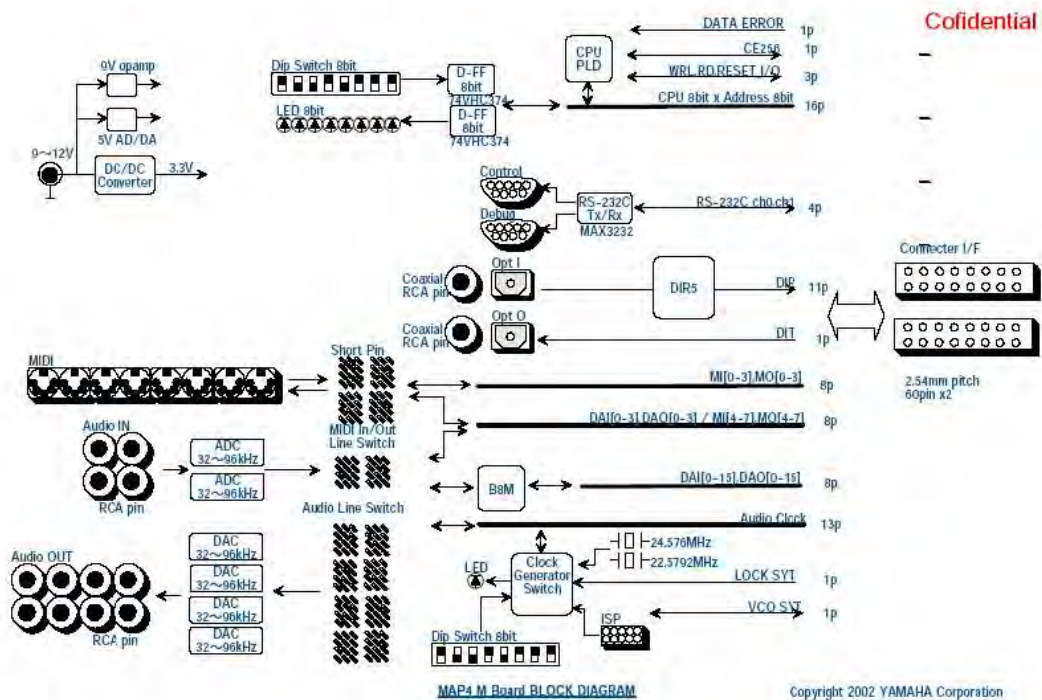 Cofidential
DATA ERROR 1p
CE256 1p
WRL.RD.RESET I/O 3p
CPU 8bit x Address 8bit 16p
CPU
PLD
9V opamp
5V AD/DA
9~12V
DC/DC
Converter
3.3V
Dip Switch 8bit
D-FF
8bit
74VHC374
LED 8bit
D-FF
8bit
74VHC374
Control
Debug
RS-232C
Tx/Rx
MAX3232
RS-232C ch0.ch1 4p
Connecter I/F
Coaxial
RCA pin
Opt I
DIR5
DIR 11p
Coaxial
RCA pin
Opt O
DIT 1p
2.54mm pitch
60pin x2
MIDI
Short Pin
MI[0-3].MO[0-3] 8p
MIDI In/Out
Line Switch
DAI[0-3].DAO[0-3] / MI[4-7].MO[4-7] 8p
Audio IN
RCA pin
ADC
32~96kHz
ADC
32~96kHz
B8M
DAI[0-15].DAO[0-15] 8p
Audio Line Switch
Audio Clock 13p
Audio OUT
RCA pin
DAC
32~96kHz
DAC
32~96kHz
DAC
32~96kHz
DAC
32~96kHz
LED
Clock
Generator
Switch
24.576MHz
22.5792MHz
LOCK SYT 1p
VCO SYT 1p
ISP
Dip Switch 8bit
MAP4 M Board BLOCK DIAGRAM
Copyright 2002 YAMAHA Corporation